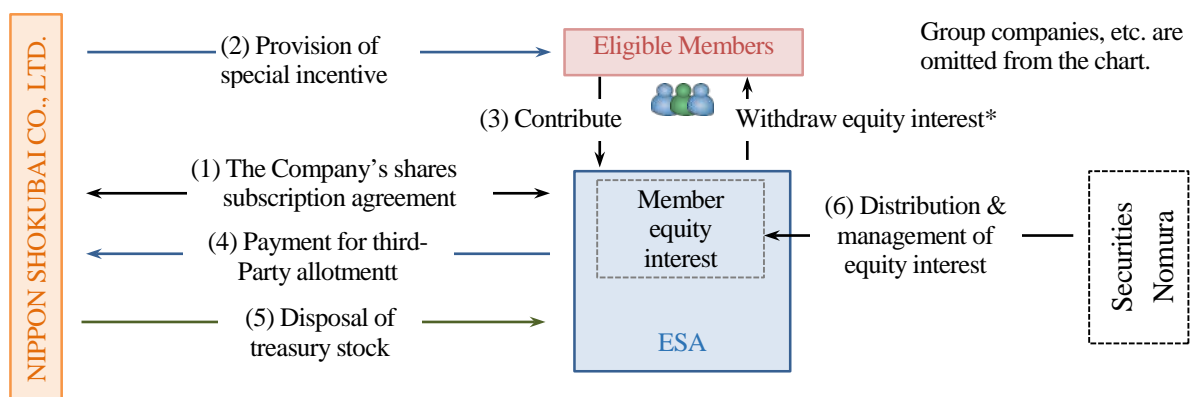 NIPPON SHOKUBAI CO., LTD.
(2) Provision of
special incentive
Eligible Members
Group companies, etc. are
omitted from the chart.
(3) Contribute
Withdraw equity interest*
(1) The Company’s shares
subscription agreement
(4) Payment for third-
Party allotmentt
(5) Disposal of
treasury stock
Member
equity
interest
ESA
(6) Distribution &
management of
equity interest
Securities
Nomura